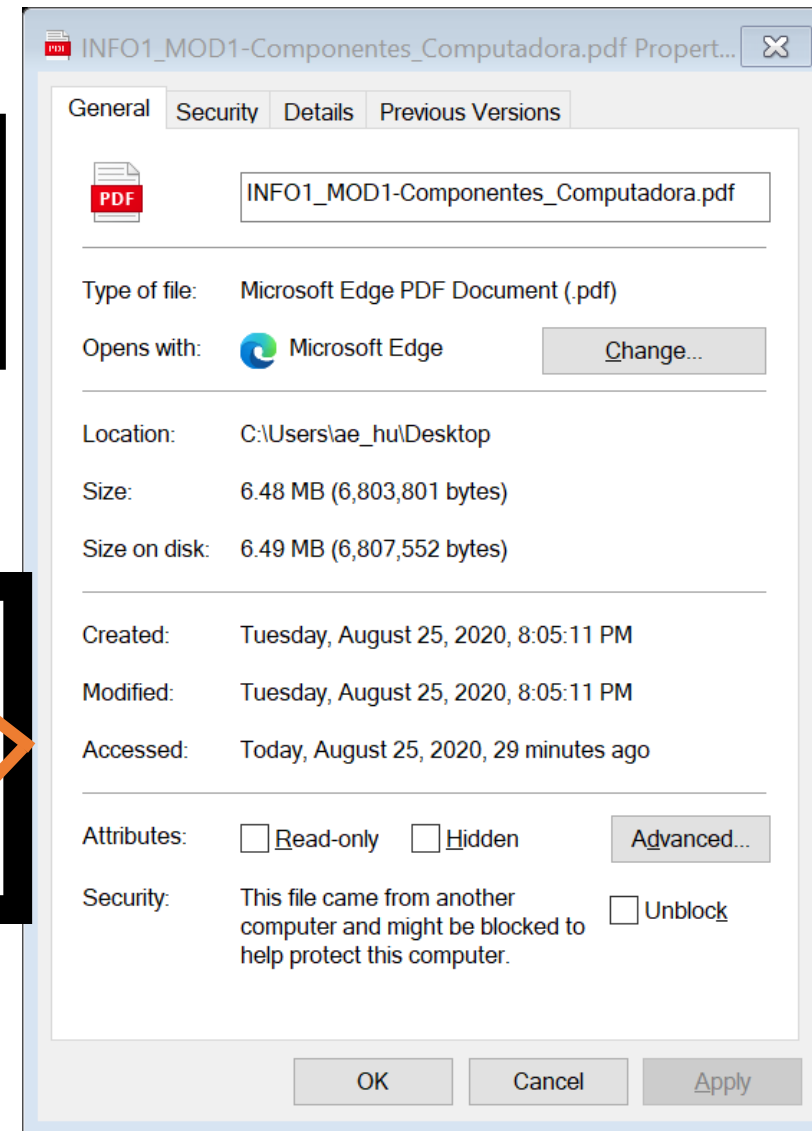 INFO1_MOD1-Componentes_Computadora.pdf Propert...
General Security Details Previous Versions
PDF
PDF INFO1_MOD1-Componentes_Computadora.pdf
Type of file: Microsoft Edge PDF Document (.pdf)
Opens with: Microsoft Edge Change...
Location: C:\Users\ae_hu\Desktop
Size: 6.48 MB (6,803,801 bytes)
Size on disk: 6.49 MB (6,807,552 bytes)
Created: Tuesday, August 25, 2020, 8:05:11 PM
Modified: Tuesday, August 25, 2020, 8:05:11 PM
Accessed: Today, August 25, 2020, 29 minutes ago
Attributes: Read-only Hidden Advanced...
Security: This file came from another
computer and might be blocked to Unblock
help protect this computer.
OK Cancel Apply